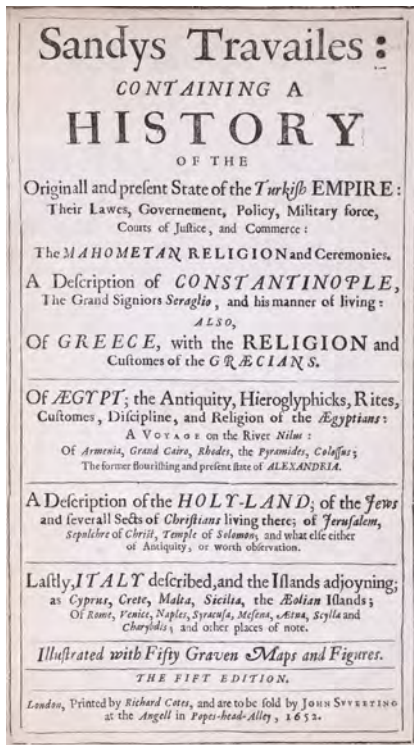 Sandys Travailes:
CONTAINING A
HISTORY
OF THE
Originall and preſent State of the Turkiſh EMPIRE:
Their Lawes, Governement, Policy, Military force,
Courts of Juſtice, and Commerce:
The MAHOMETAN RELIGION and Ceremonies.
A Deſcription of CONSTANTINOPLE,
The Grand Signiors Seraglio, and his manner of living:
ALSO,
Of GREECE, with the RELIGION and
Cuſtomes of the GRÆCIANS.
Of ÆGYPT; the Antiquity, Hieroglyphicks, Rites,
Cuſtomes, Diſcipline, and Religion of the Ægyptians:
A VOYAGE on the River Nilus:
Of Armenia, Grand Cairo, Rhodes, the Pyramides, Coloſſus;
The former flouriſhing and preſent ſtate of ALEXANDRIA.
A Deſcription of the HOLY-LAND; of the Jews
and ſeverall Sects of Chriſtians living there; of Jeruſalem,
Sepulchre of Chriſt, Temple of Solomon; and what elſe either
of Antiquity, or worth obſervation.
Laſtly, ITALY deſcribed, and the Iſlands adjoyning;
as Cyprus, Crete, Malta, Sicilia, the Æolian Iſlands;
Of Rome, Venice, Naples, Syracuſa, Meſena, Ætna, Scylla and
Charybdis; and other places of note.
Illuſtrated with Fifty Graven Maps and Figures.
THE FIFT EDITION.
London, Printed by Richard Cotes, and are to be ſold by JOHN SVVEETING
at the Angell in Popes-head-Alley, 1652.